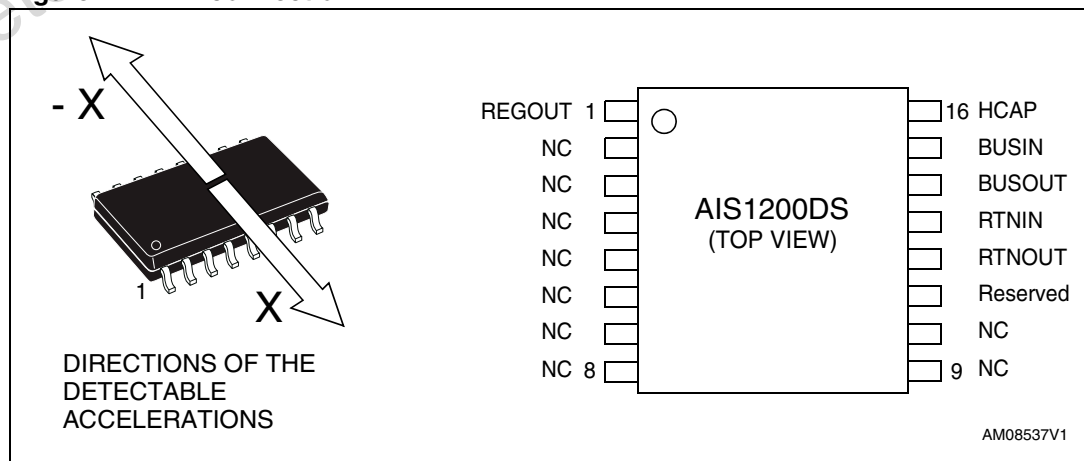 - X
X
1
DIRECTIONS OF THE
DETECTABLE
ACCELERATIONS
REGOUT 1
NC
NC
NC
NC
NC
NC
NC 8
AIS1200DS
(TOP VIEW)
16 HCAP
BUSIN
BUSOUT
RTNIN
RTNOUT
Reserved
NC
9 NC
AM08537V1